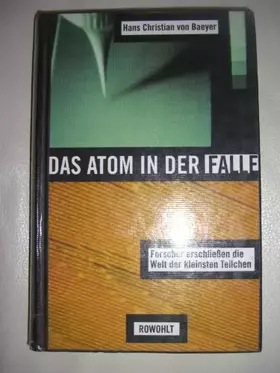 Hans Christian von Baeyer
DAS ATOM IN DER FALLE
Forscher erschließen die
Welt der kleinsten Teilchen
ROWOHLT